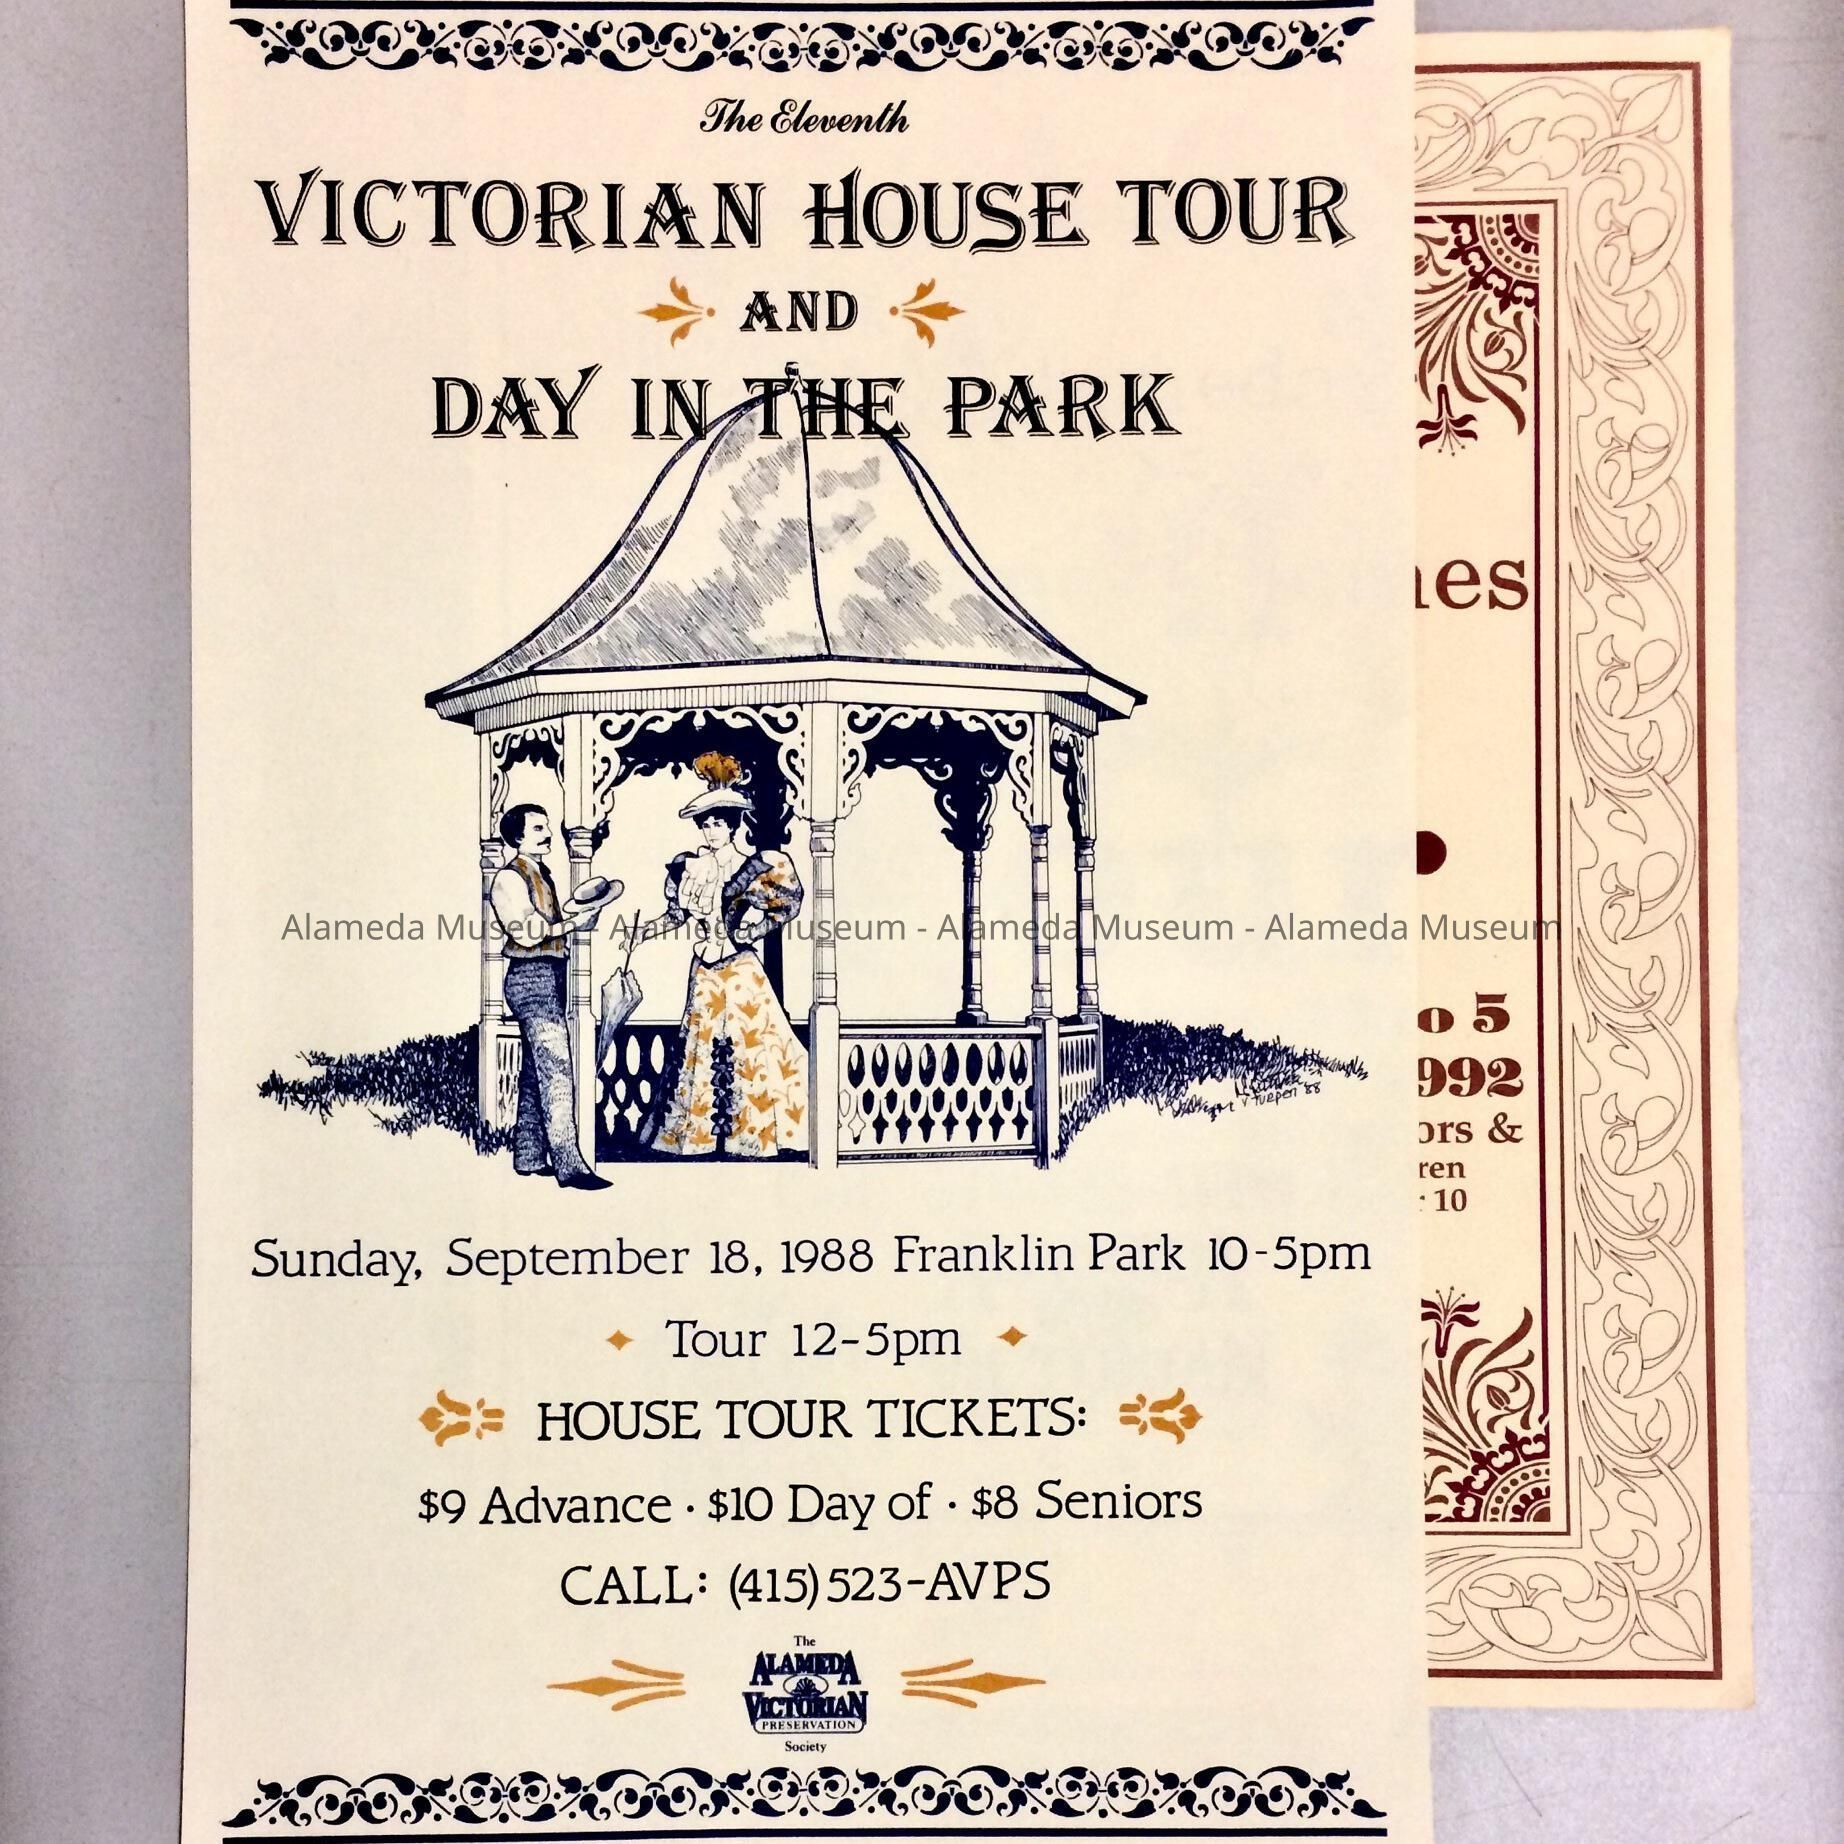 The Eleventh
VICTORIAN HOUSE TOUR
AND
DAY IN THE PARK
Alameda Museum - Alameda Museum - Alameda Museum - Alameda Museum
Sunday, September 18, 1988 Franklin Park 10-5pm
Tour 12-5pm
HOUSE TOUR TICKETS:
$9 Advance · $10 Day of · $8 Seniors
CALL: (415) 523-AVPS
The
ALAMEDA
VICTORIAN
PRESERVATION
Society
o 5
992
ors &
ren
10